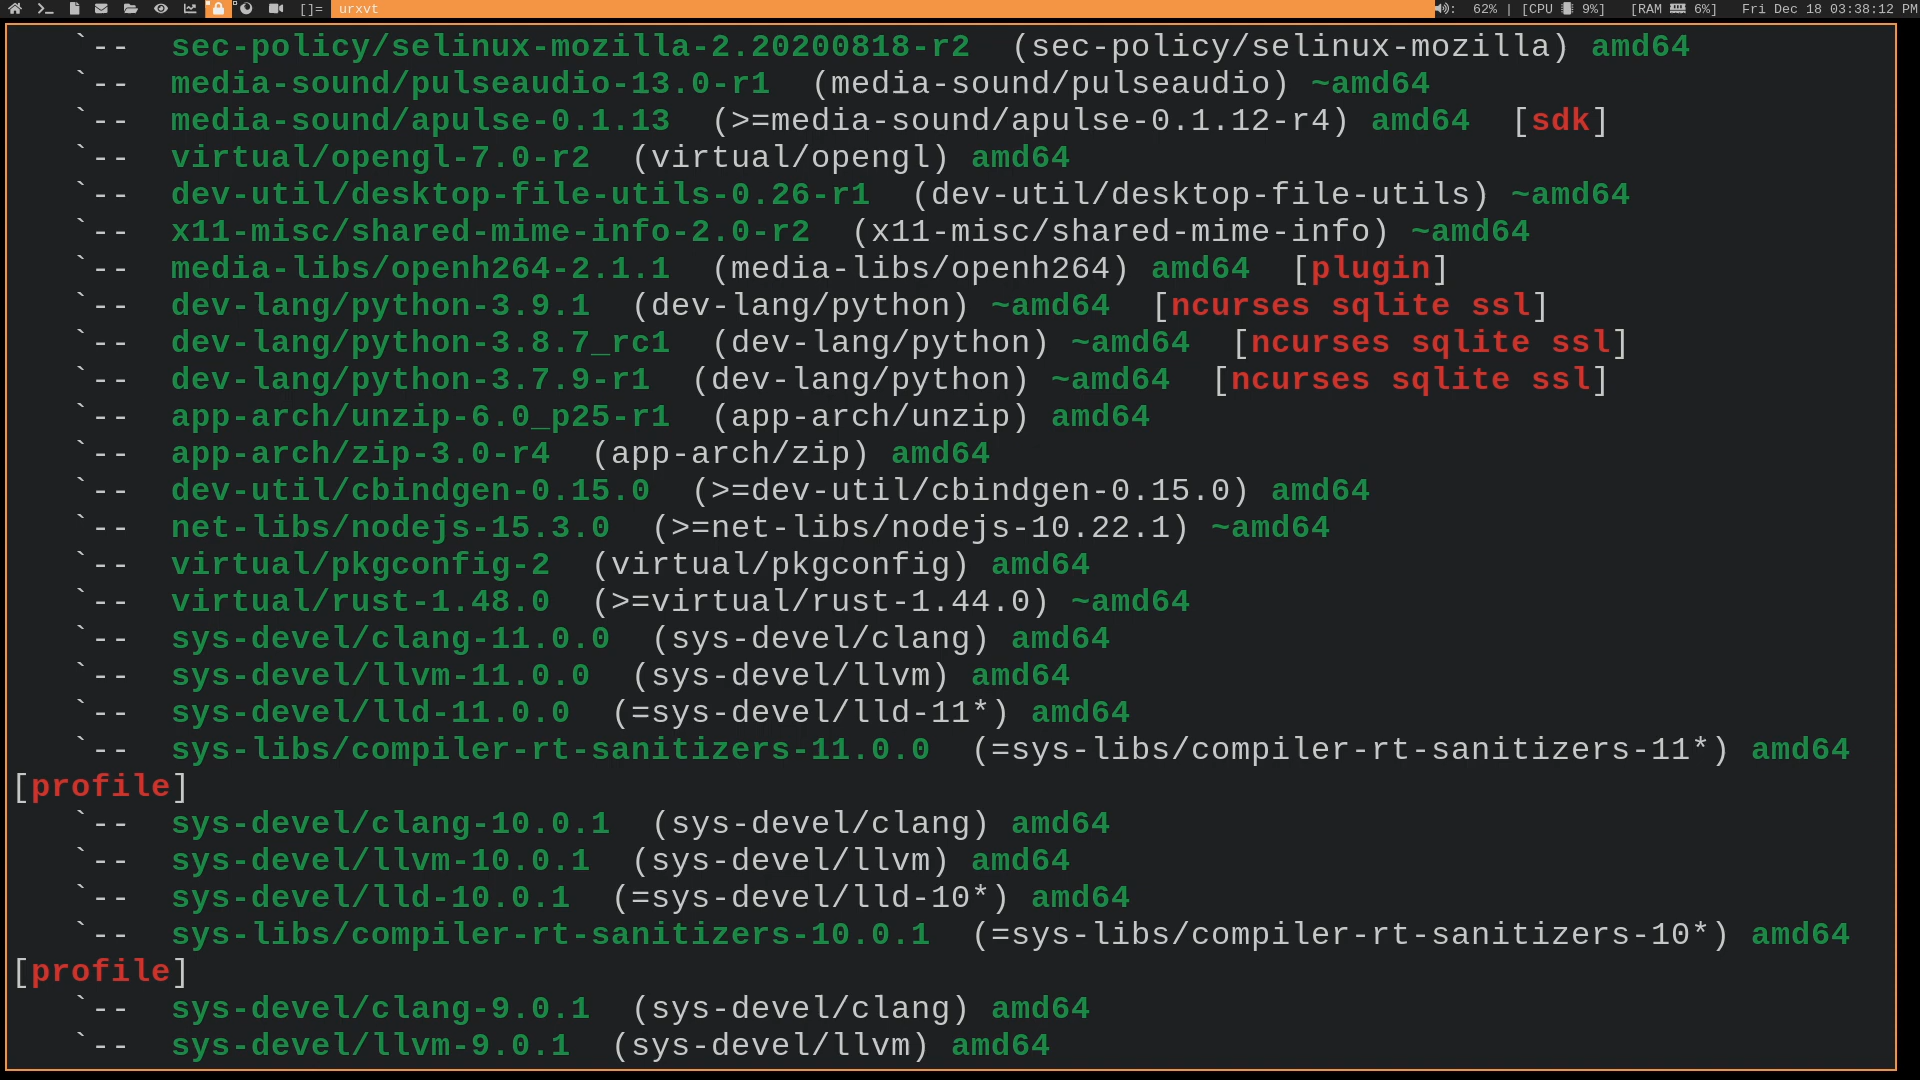 []= urxvt : 62% | [CPU 9%] [RAM 6%] Fri Dec 18 03:38:12 PM
`-- sec-policy/selinux-mozilla-2.20200818-r2 (sec-policy/selinux-mozilla) amd64
`-- media-sound/pulseaudio-13.0-r1 (media-sound/pulseaudio) ~amd64
`-- media-sound/apulse-0.1.13 (>=media-sound/apulse-0.1.12-r4) amd64 [sdk]
`-- virtual/opengl-7.0-r2 (virtual/opengl) amd64
`-- dev-util/desktop-file-utils-0.26-r1 (dev-util/desktop-file-utils) ~amd64
`-- x11-misc/shared-mime-info-2.0-r2 (x11-misc/shared-mime-info) ~amd64
`-- media-libs/openh264-2.1.1 (media-libs/openh264) amd64 [plugin]
`-- dev-lang/python-3.9.1 (dev-lang/python) ~amd64 [ncurses sqlite ssl]
`-- dev-lang/python-3.8.7_rc1 (dev-lang/python) ~amd64 [ncurses sqlite ssl]
`-- dev-lang/python-3.7.9-r1 (dev-lang/python) ~amd64 [ncurses sqlite ssl]
`-- app-arch/unzip-6.0_p25-r1 (app-arch/unzip) amd64
`-- app-arch/zip-3.0-r4 (app-arch/zip) amd64
`-- dev-util/cbindgen-0.15.0 (>=dev-util/cbindgen-0.15.0) amd64
`-- net-libs/nodejs-15.3.0 (>=net-libs/nodejs-10.22.1) ~amd64
`-- virtual/pkgconfig-2 (virtual/pkgconfig) amd64
`-- virtual/rust-1.48.0 (>=virtual/rust-1.44.0) ~amd64
`-- sys-devel/clang-11.0.0 (sys-devel/clang) amd64
`-- sys-devel/llvm-11.0.0 (sys-devel/llvm) amd64
`-- sys-devel/lld-11.0.0 (=sys-devel/lld-11*) amd64
`-- sys-libs/compiler-rt-sanitizers-11.0.0 (=sys-libs/compiler-rt-sanitizers-11*) amd64
[profile]
`-- sys-devel/clang-10.0.1 (sys-devel/clang) amd64
`-- sys-devel/llvm-10.0.1 (sys-devel/llvm) amd64
`-- sys-devel/lld-10.0.1 (=sys-devel/lld-10*) amd64
`-- sys-libs/compiler-rt-sanitizers-10.0.1 (=sys-libs/compiler-rt-sanitizers-10*) amd64
[profile]
`-- sys-devel/clang-9.0.1 (sys-devel/clang) amd64
`-- sys-devel/llvm-9.0.1 (sys-devel/llvm) amd64